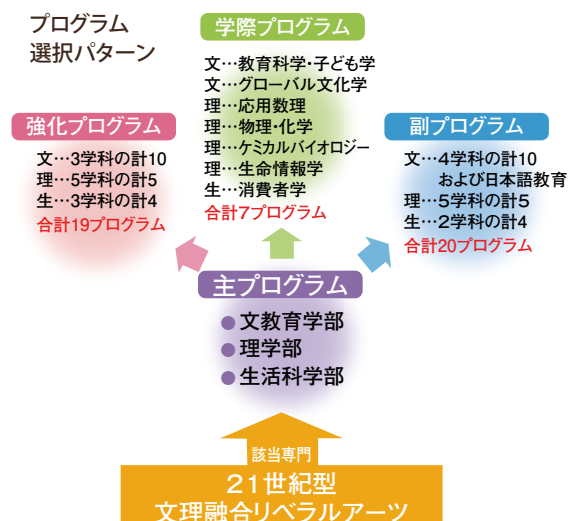 プログラム
選択パターン
学際プログラム
文…教育科学・子ども学
文…グローバル文化学
理…応用数理
理…物理・化学
理…ケミカルバイオロジー
理…生命情報学
生…消費者学
合計7プログラム
強化プログラム
文…3学科の計10
理…5学科の計5
生…3学科の計4
合計19プログラム
副プログラム
文…4学科の計10
および日本語教育
理…5学科の計5
生…2学科の計4
合計20プログラム
主プログラム
●文教育学部
●理学部
●生活科学部
該当専門
21世紀型
文理融合リベラルアーツ